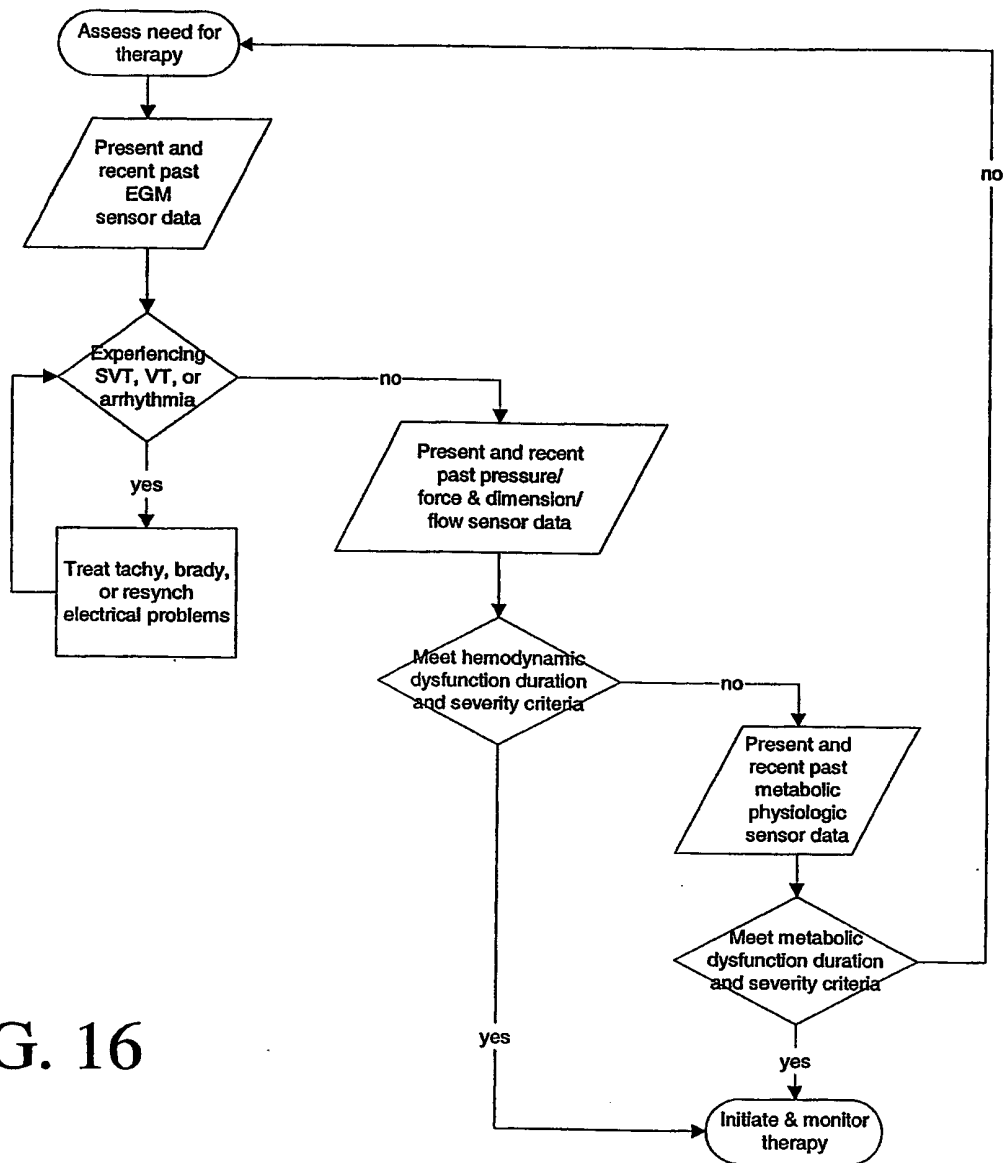 Assess need for
therapy
Present and
recent past
EGM
sensor data
no
Experiencing
SVT, VT, or
arrhythmia
no
yes
Present and recent
past pressure/
force & dimension/
flow sensor data
Treat tachy, brady,
or resynch
electrical problems
Meet hemodynamic
dysfunction duration
and severity criteria
no
Present and
recent past
metabolic
physiologic
sensor data
Meet metabolic
dysfunction duration
and severity criteria
yes
yes
Initiate & monitor
therapy
G. 16